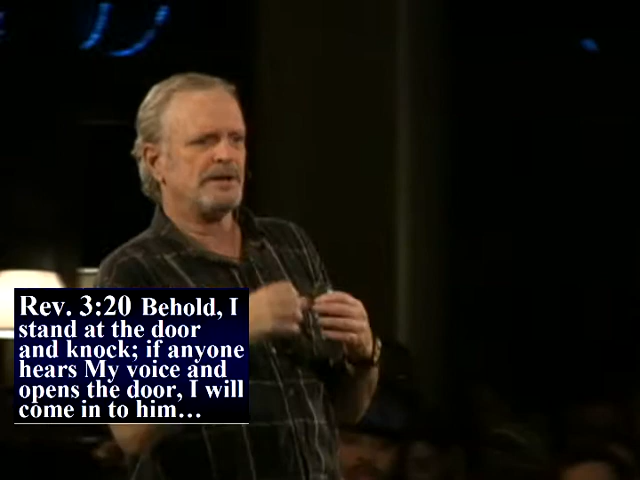 Rev. 3:20 Behold, I
stand at the door
and knock; if anyone
hears My voice and
opens the door, I will
come in to him...